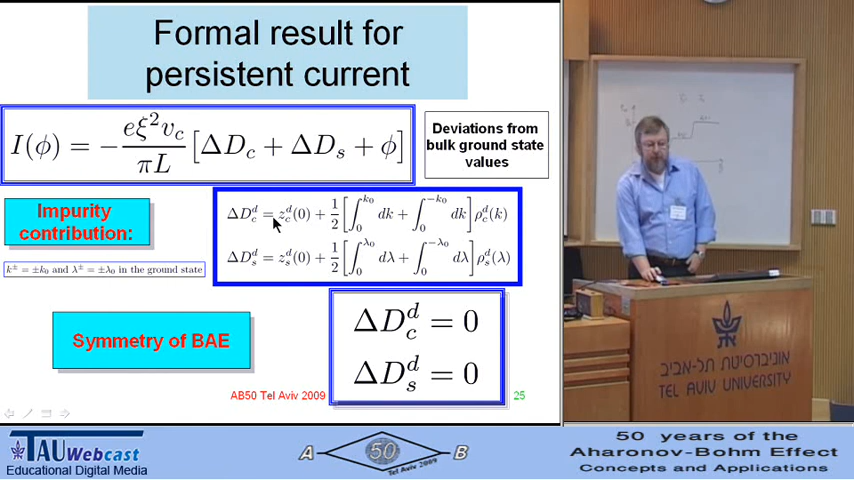 Formal result for
persistent current
I(ϕ) = −eξ²v_c/πL [ΔD_c + ΔD_s + ϕ]
Deviations from
bulk ground state
values
Impurity
contribution:
ΔD_c^d = z_c^d(0) + 1/2 [∫_0^{k_0} dk + ∫_0^{−k_0} dk] ρ_c^d(k)
ΔD_s^d = z_s^d(0) + 1/2 [∫_0^{λ_0} dλ + ∫_0^{−λ_0} dλ] ρ_s^d(λ)
k^± = ±k_0 and λ^± = ±λ_0 in the ground state
Symmetry of BAE
ΔD_c^d = 0
ΔD_s^d = 0
AB50 Tel Aviv 2009
25
אוניברסיטת תל-אביב
TEL AVIV UNIVERSITY
TAU Webcast
Educational Digital Media
A 50 B
Tel Aviv 2009
50 years of the
Aharonov-Bohm Effect
Concepts and Applications